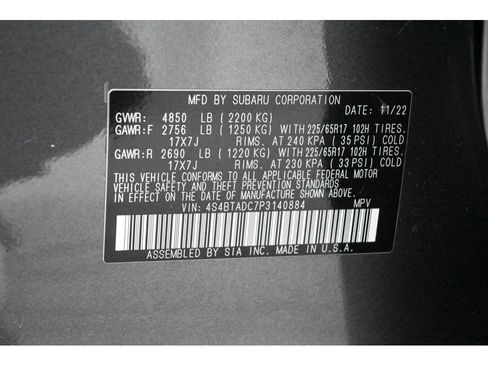 MFD BY SUBARU CORPORATION
GVWR: 4850 LB (2200 KG) DATE: 11/22
GAWR:F 2756 LB (1250 KG) WITH 225/65R17 102H TIRES.
17X7J RIMS. AT 240 KPA (35 PSI) COLD
GAWR:R 2690 LB (1220 KG) WITH 225/65R17 102H TIRES.
17X7J RIMS. AT 230 KPA (33 PSI) COLD
THIS VEHICLE CONFORMS TO ALL APPLICABLE FEDERAL MOTOR
VEHICLE SAFETY AND THEFT PREVENTION STANDARDS
IN EFFECT ON THE DATE OF MANUFACTURE SHOWN ABOVE.
VIN: 4S4BTADC7P3140884 MPV
ASSEMBLED BY SIA INC. MADE IN U.S.A.